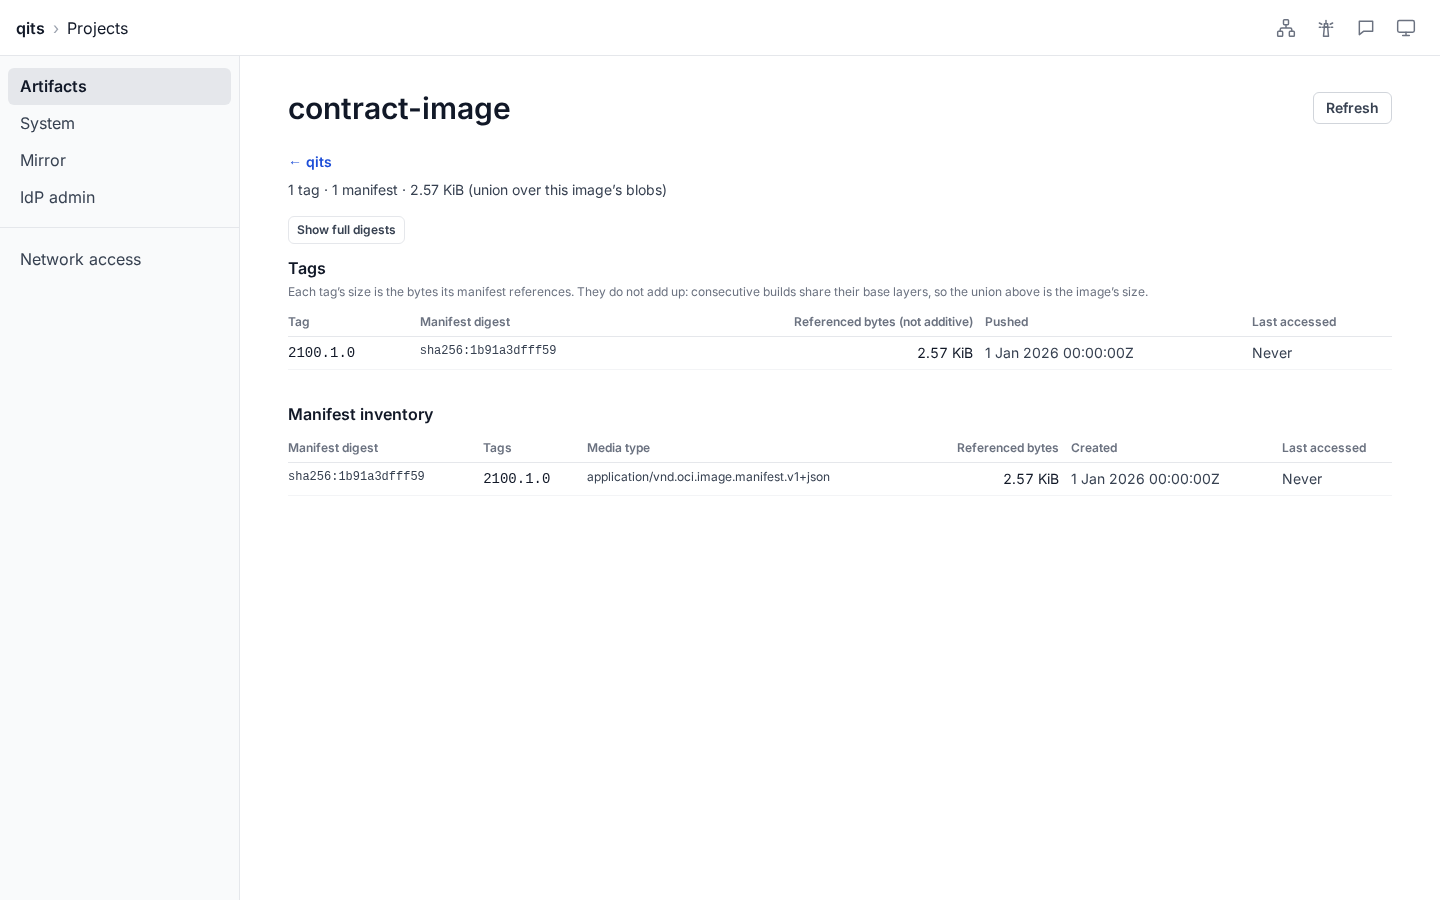 qits › Projects
Artifacts
System
Mirror
IdP admin
Network access
contract-image
Refresh
← qits
1 tag · 1 manifest · 2.57 KiB (union over this image’s blobs)
Show full digests
Tags
Each tag’s size is the bytes its manifest references. They do not add up: consecutive builds share their base layers, so the union above is the image’s size.
Tag Manifest digest Referenced bytes (not additive) Pushed Last accessed
2100.1.0 sha256:1b91a3dfff59 2.57 KiB 1 Jan 2026 00:00:00Z Never
Manifest inventory
Manifest digest Tags Media type Referenced bytes Created Last accessed
sha256:1b91a3dfff59 2100.1.0 application/vnd.oci.image.manifest.v1+json 2.57 KiB 1 Jan 2026 00:00:00Z Never